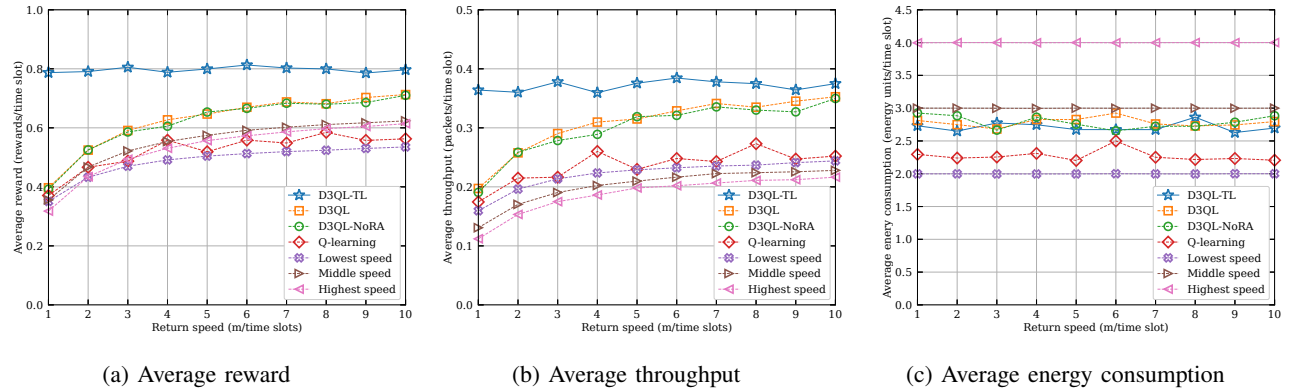 1.0
0.8
0.6
0.4
0.2
0.0
Average reward (rewards/time slot)
1 2 3 4 5 6 7 8 9 10
Return speed (m/time slots)
D3QL-TL
D3QL
D3QL-NoRA
Q-learning
Lowest speed
Middle speed
Highest speed
(a) Average reward
0.5
0.4
0.3
0.2
0.1
0.0
Average throughput (packets/time slot)
1 2 3 4 5 6 7 8 9 10
Return speed (m/time slots)
D3QL-TL
D3QL
D3QL-NoRA
Q-learning
Lowest speed
Middle speed
Highest speed
(b) Average throughput
4.5
4.0
3.5
3.0
2.5
2.0
1.5
1.0
0.5
0.0
Average enery consumption (energy units/time slot)
1 2 3 4 5 6 7 8 9 10
Return speed (m/time slot)
D3QL-TL
D3QL
D3QL-NoRA
Q-learning
Lowest speed
Middle speed
Highest speed
(c) Average energy consumption